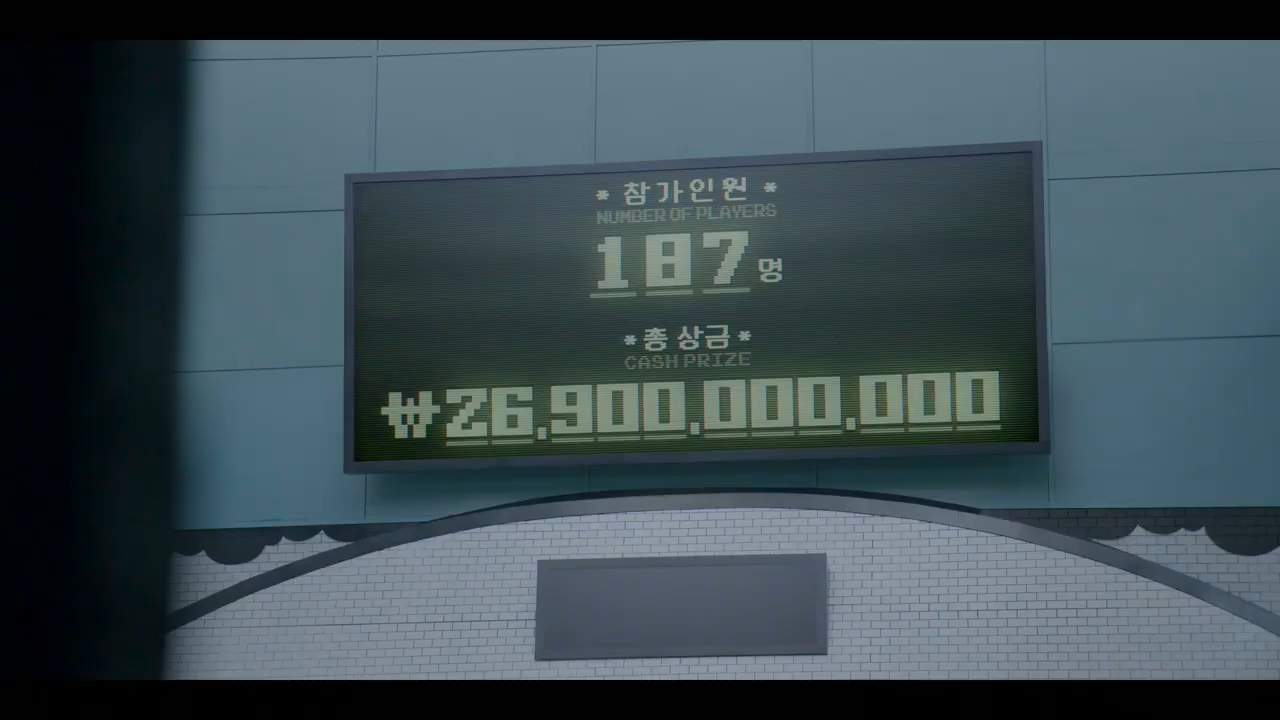 * 참가인원 *
NUMBER OF PLAYERS
187명
* 총 상금 *
CASH PRIZE
₩26,900,000,000